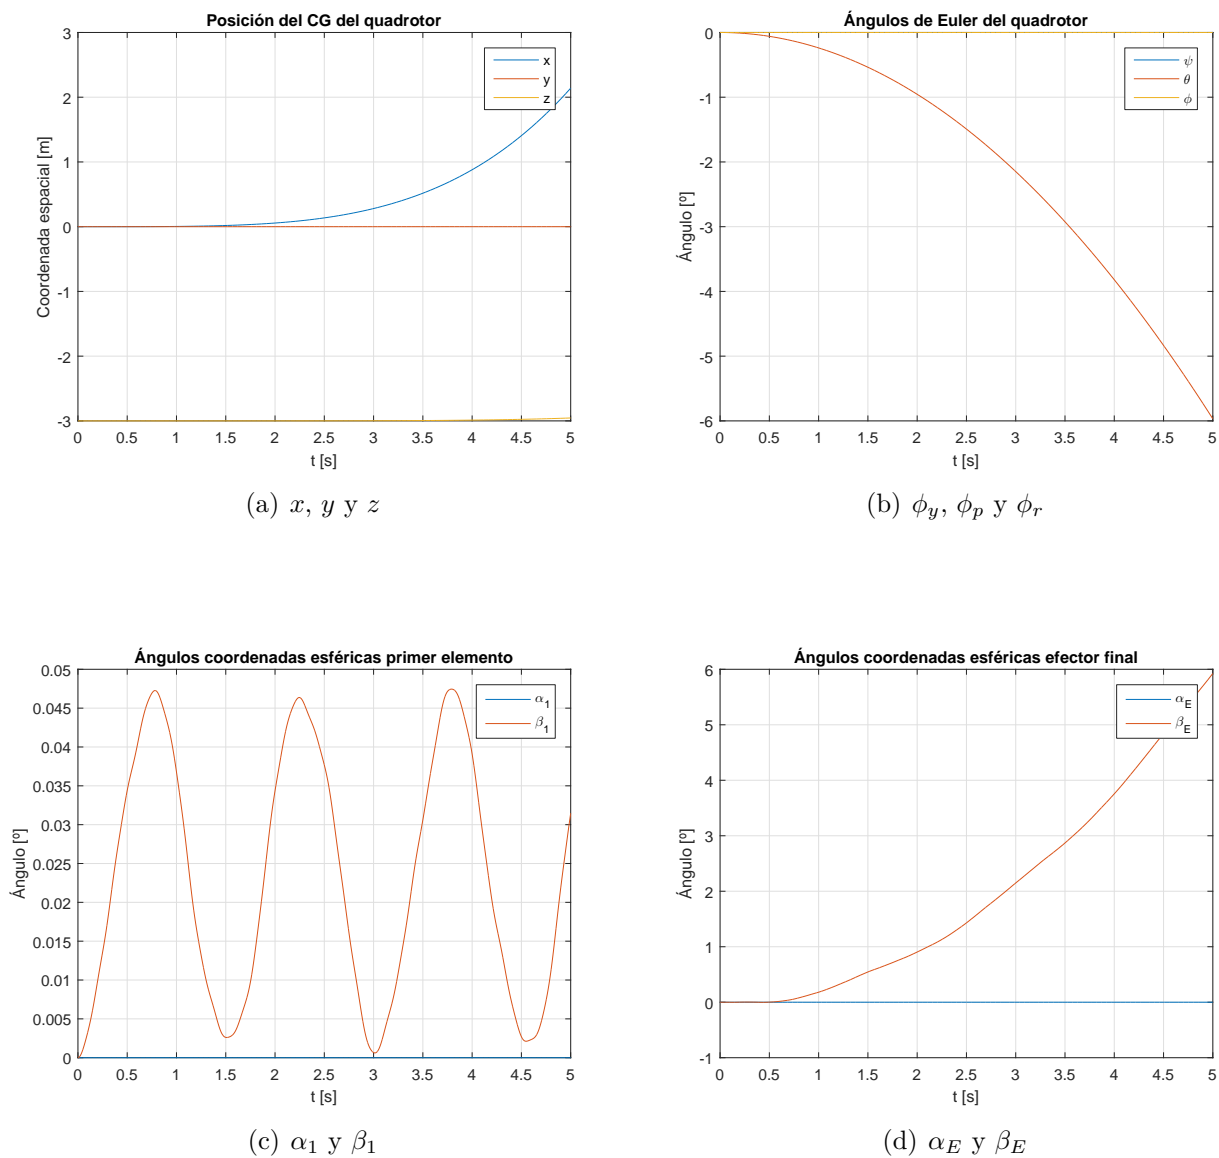 Posición del CG del quadrotor
3
2
1
0
-1
-2
-3
Coordenada espacial [m]
x
y
z
0 0.5 1 1.5 2 2.5 3 3.5 4 4.5 5
t [s]
(a) x, y y z
Ángulos de Euler del quadrotor
0
-1
-2
-3
-4
-5
-6
Ángulo [º]
ψ
θ
ϕ
0 0.5 1 1.5 2 2.5 3 3.5 4 4.5 5
t [s]
(b) ϕ_y, ϕ_p y ϕ_r
Ángulos coordenadas esféricas primer elemento
0.05
0.045
0.04
0.035
0.03
0.025
0.02
0.015
0.01
0.005
0
Ángulo [º]
α_1
β_1
0 0.5 1 1.5 2 2.5 3 3.5 4 4.5 5
t [s]
(c) α_1 y β_1
Ángulos coordenadas esféricas efector final
6
5
4
3
2
1
0
-1
Ángulo [º]
α_E
β_E
0 0.5 1 1.5 2 2.5 3 3.5 4 4.5 5
t [s]
(d) α_E y β_E